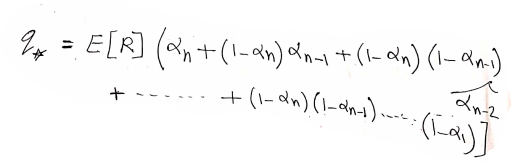 q* = E[R] (αn + (1-αn) αn-1 + (1-αn) (1-αn-1)
αn-2
+ ------ + (1-αn)(1-αn-1) ..... (1-α1)]